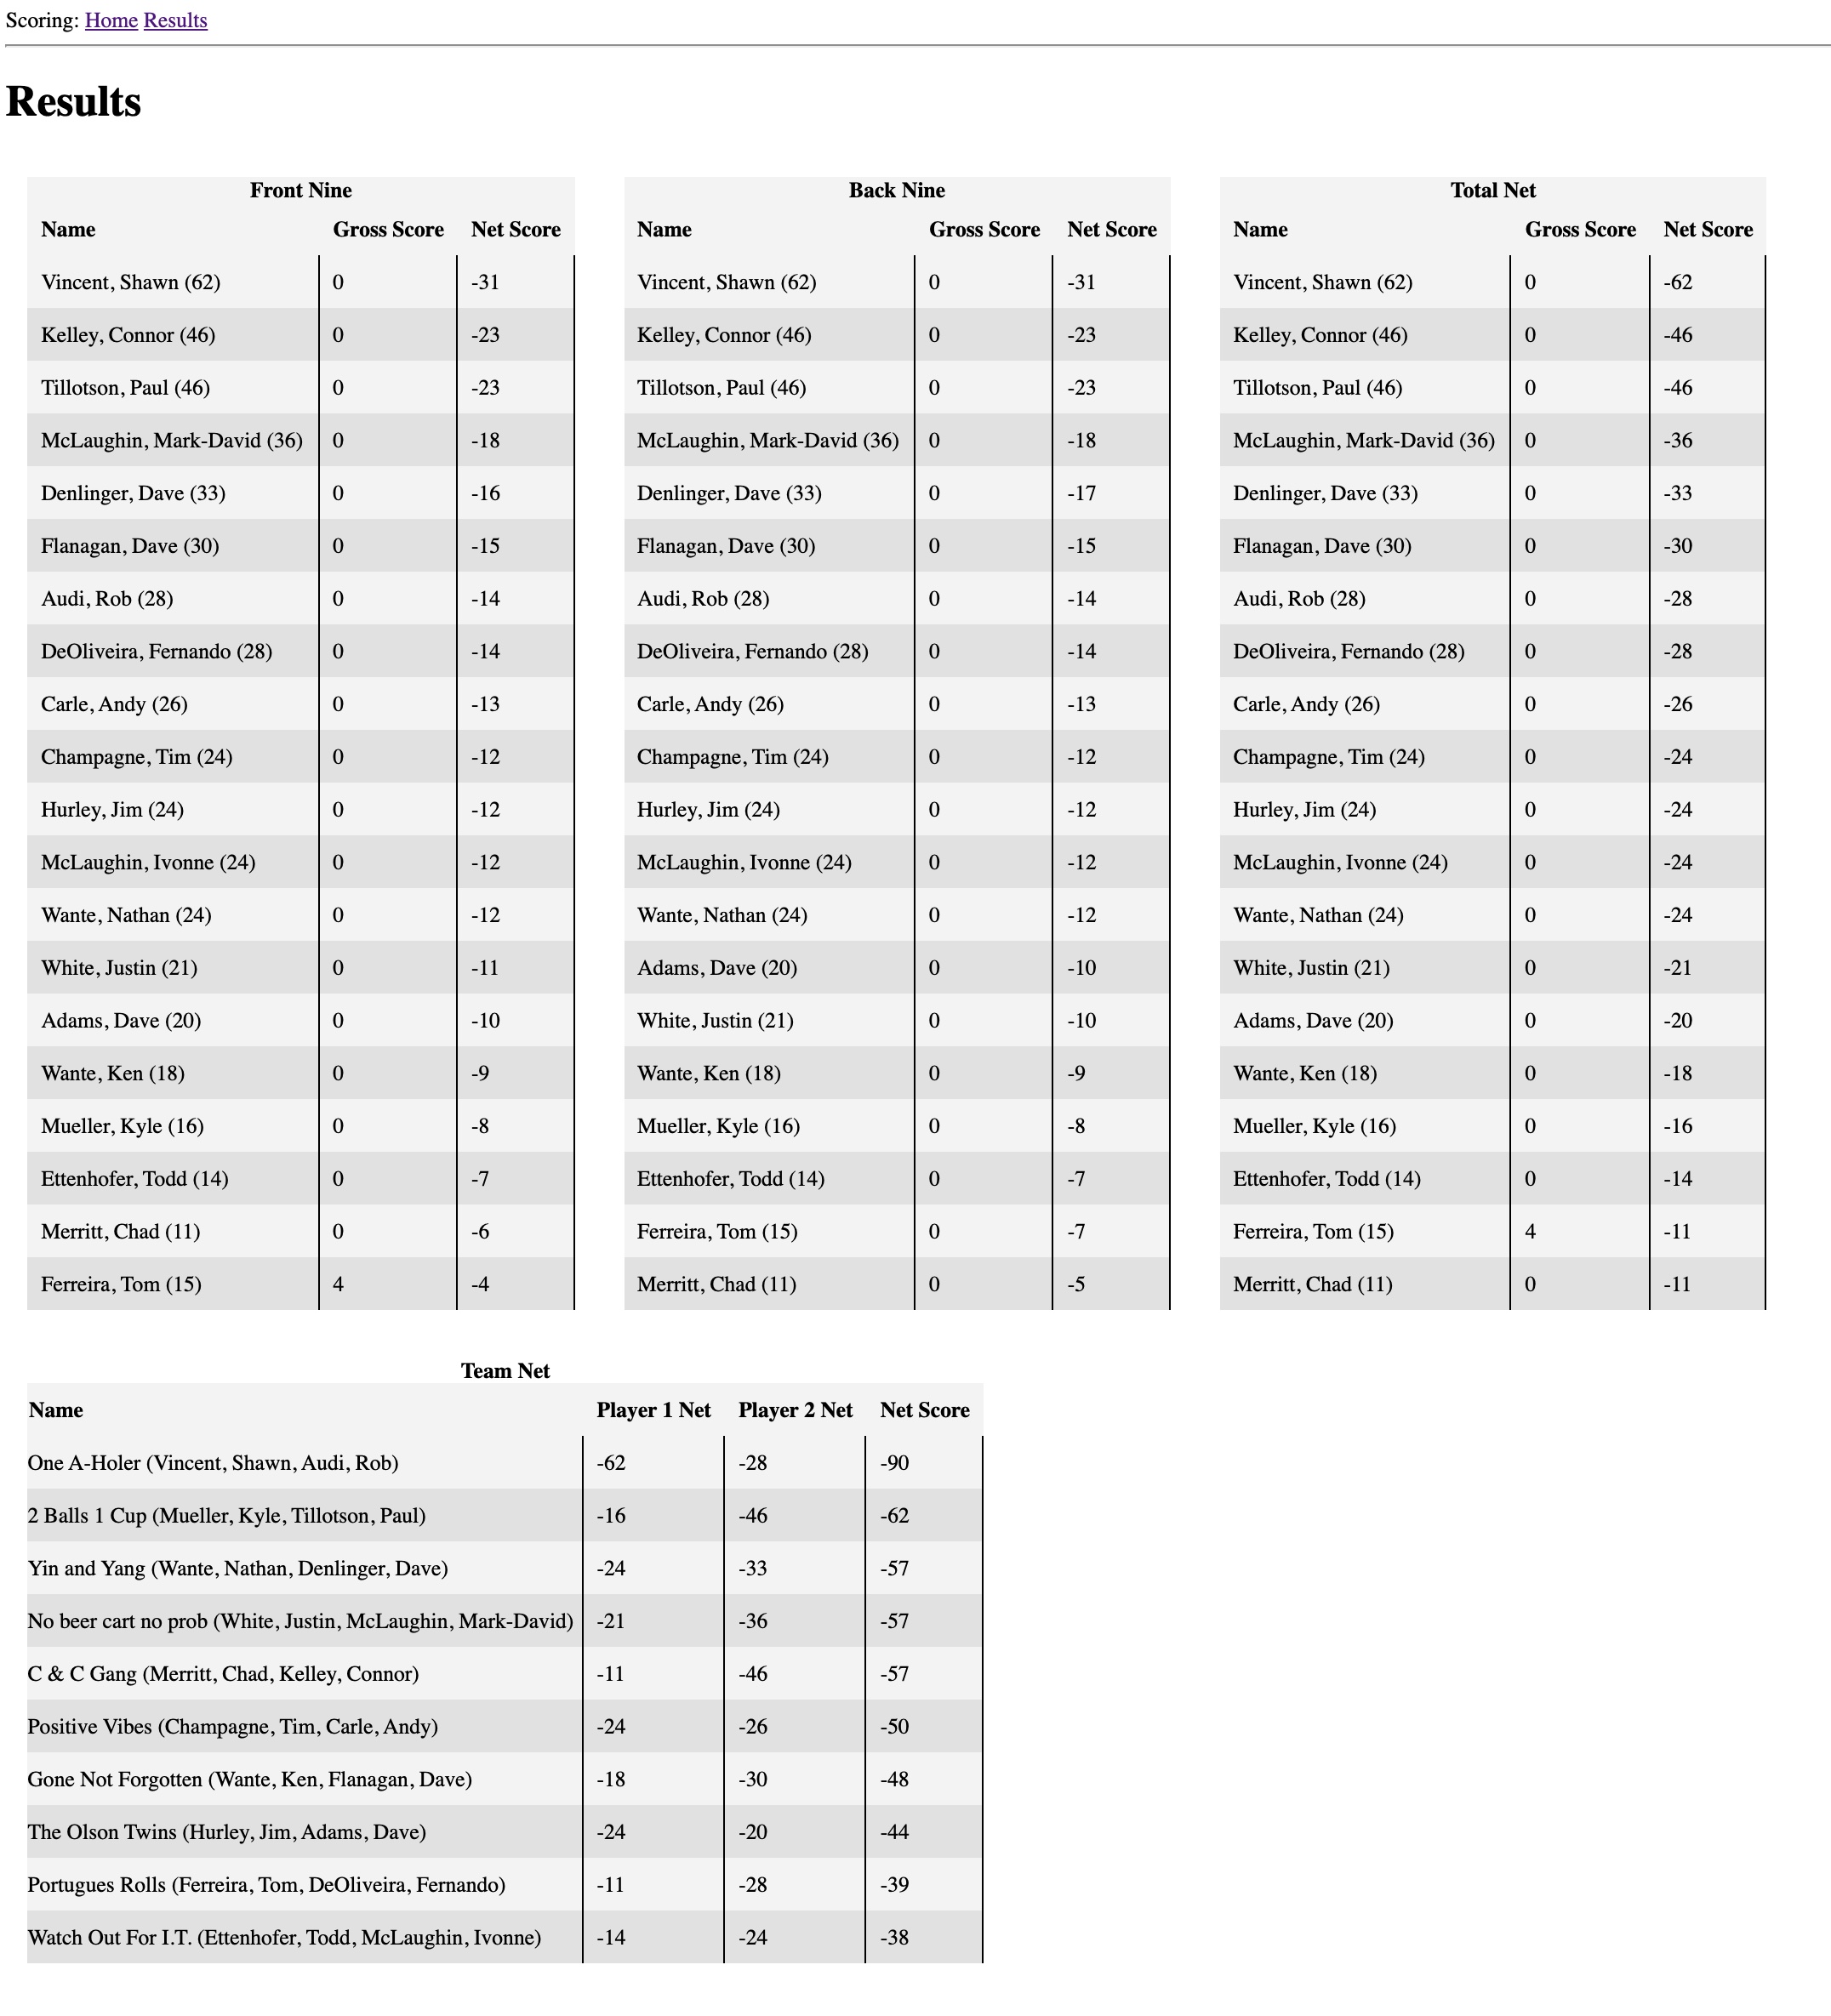 Scoring: Home Results
Results
Front Nine
Name Gross Score Net Score
Vincent, Shawn (62) 0 -31
Kelley, Connor (46) 0 -23
Tillotson, Paul (46) 0 -23
McLaughin, Mark-David (36) 0 -18
Denlinger, Dave (33) 0 -16
Flanagan, Dave (30) 0 -15
Audi, Rob (28) 0 -14
DeOliveira, Fernando (28) 0 -14
Carle, Andy (26) 0 -13
Champagne, Tim (24) 0 -12
Hurley, Jim (24) 0 -12
McLaughin, Ivonne (24) 0 -12
Wante, Nathan (24) 0 -12
White, Justin (21) 0 -11
Adams, Dave (20) 0 -10
Wante, Ken (18) 0 -9
Mueller, Kyle (16) 0 -8
Ettenhofer, Todd (14) 0 -7
Merritt, Chad (11) 0 -6
Ferreira, Tom (15) 4 -4
Back Nine
Name Gross Score Net Score
Vincent, Shawn (62) 0 -31
Kelley, Connor (46) 0 -23
Tillotson, Paul (46) 0 -23
McLaughin, Mark-David (36) 0 -18
Denlinger, Dave (33) 0 -17
Flanagan, Dave (30) 0 -15
Audi, Rob (28) 0 -14
DeOliveira, Fernando (28) 0 -14
Carle, Andy (26) 0 -13
Champagne, Tim (24) 0 -12
Hurley, Jim (24) 0 -12
McLaughin, Ivonne (24) 0 -12
Wante, Nathan (24) 0 -12
Adams, Dave (20) 0 -10
White, Justin (21) 0 -10
Wante, Ken (18) 0 -9
Mueller, Kyle (16) 0 -8
Ettenhofer, Todd (14) 0 -7
Ferreira, Tom (15) 0 -7
Merritt, Chad (11) 0 -5
Total Net
Name Gross Score Net Score
Vincent, Shawn (62) 0 -62
Kelley, Connor (46) 0 -46
Tillotson, Paul (46) 0 -46
McLaughin, Mark-David (36) 0 -36
Denlinger, Dave (33) 0 -33
Flanagan, Dave (30) 0 -30
Audi, Rob (28) 0 -28
DeOliveira, Fernando (28) 0 -28
Carle, Andy (26) 0 -26
Champagne, Tim (24) 0 -24
Hurley, Jim (24) 0 -24
McLaughin, Ivonne (24) 0 -24
Wante, Nathan (24) 0 -24
White, Justin (21) 0 -21
Adams, Dave (20) 0 -20
Wante, Ken (18) 0 -18
Mueller, Kyle (16) 0 -16
Ettenhofer, Todd (14) 0 -14
Ferreira, Tom (15) 4 -11
Merritt, Chad (11) 0 -11
Team Net
Name Player 1 Net Player 2 Net Net Score
One A-Holer (Vincent, Shawn, Audi, Rob) -62 -28 -90
2 Balls 1 Cup (Mueller, Kyle, Tillotson, Paul) -16 -46 -62
Yin and Yang (Wante, Nathan, Denlinger, Dave) -24 -33 -57
No beer cart no prob (White, Justin, McLaughin, Mark-David) -21 -36 -57
C & C Gang (Merritt, Chad, Kelley, Connor) -11 -46 -57
Positive Vibes (Champagne, Tim, Carle, Andy) -24 -26 -50
Gone Not Forgotten (Wante, Ken, Flanagan, Dave) -18 -30 -48
The Olson Twins (Hurley, Jim, Adams, Dave) -24 -20 -44
Portugues Rolls (Ferreira, Tom, DeOliveira, Fernando) -11 -28 -39
Watch Out For I.T. (Ettenhofer, Todd, McLaughin, Ivonne) -14 -24 -38